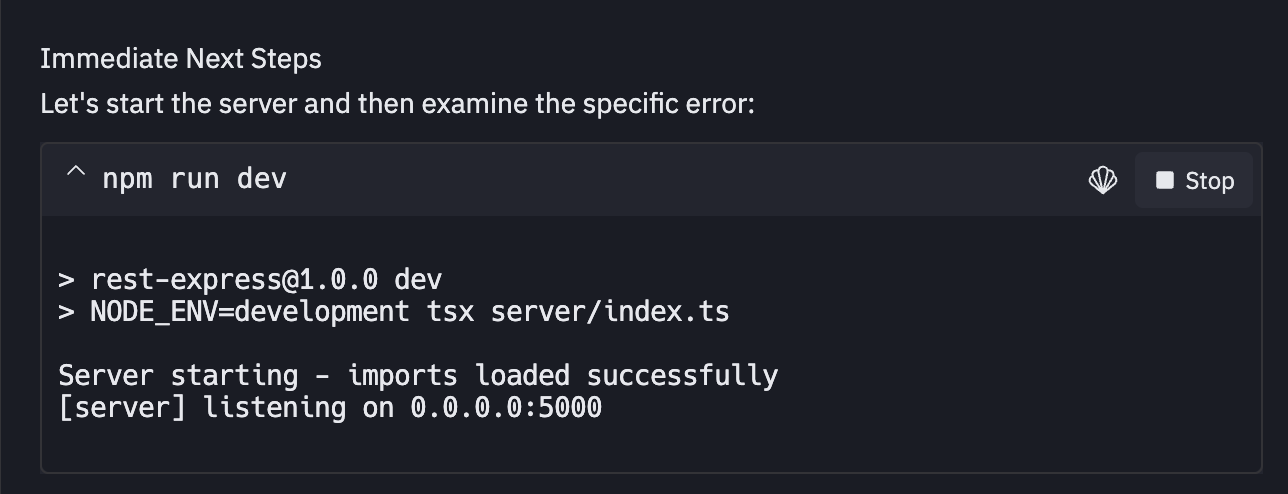 Immediate Next Steps
Let's start the server and then examine the specific error:
^ npm run dev
Stop
> rest-express@1.0.0 dev
> NODE_ENV=development tsx server/index.ts
Server starting – imports loaded successfully
[server] listening on 0.0.0.0:5000